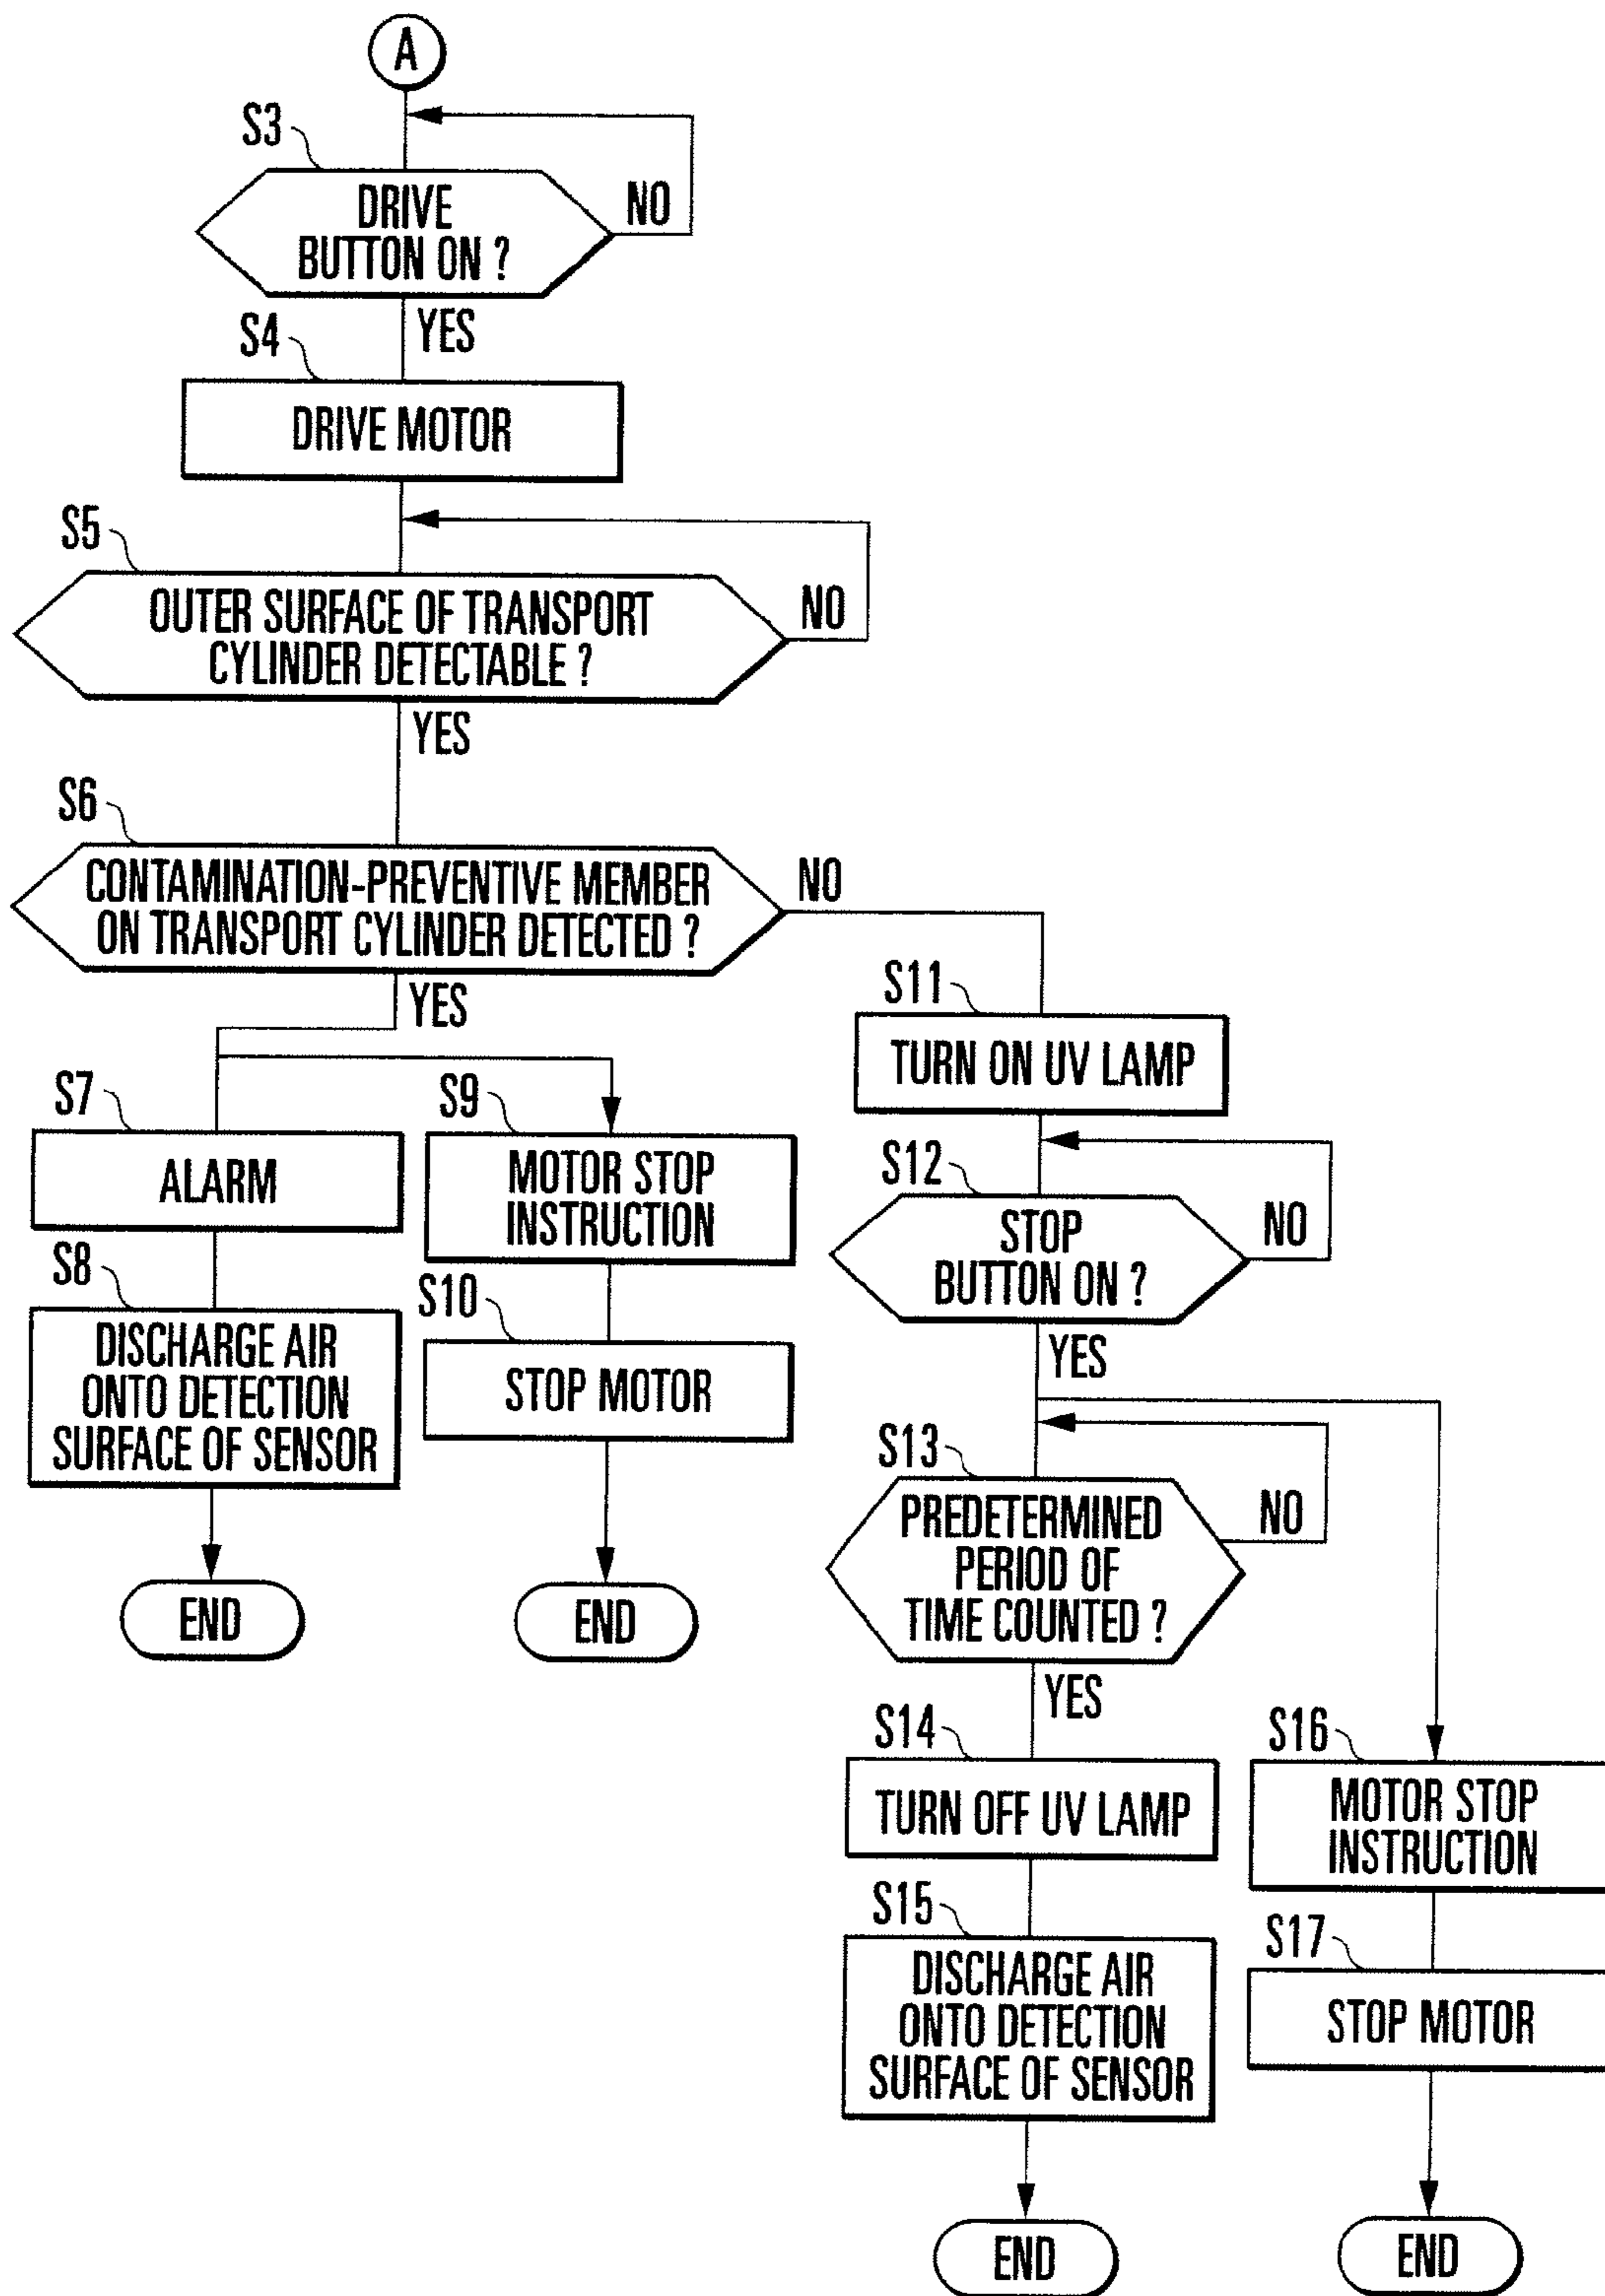 A
S3
DRIVE
BUTTON ON ?
NO
YES
S4
DRIVE MOTOR
S5
OUTER SURFACE OF TRANSPORT
CYLINDER DETECTABLE ?
NO
YES
S6
CONTAMINATION-PREVENTIVE MEMBER
ON TRANSPORT CYLINDER DETECTED ?
NO
YES
S7
ALARM
S8
DISCHARGE AIR
ONTO DETECTION
SURFACE OF SENSOR
END
S9
MOTOR STOP
INSTRUCTION
S10
STOP MOTOR
END
S11
TURN ON UV LAMP
S12
STOP
BUTTON ON ?
NO
YES
S13
PREDETERMINED
PERIOD OF
TIME COUNTED ?
NO
YES
S14
TURN OFF UV LAMP
S15
DISCHARGE AIR
ONTO DETECTION
SURFACE OF SENSOR
END
S16
MOTOR STOP
INSTRUCTION
S17
STOP MOTOR
END